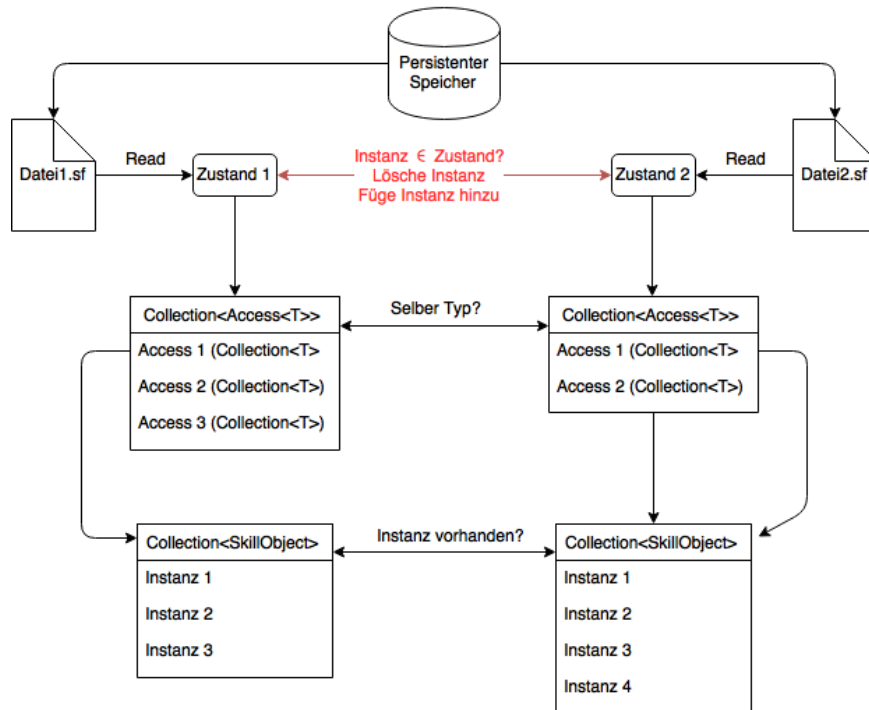 Persistenter
Speicher
Datei1.sf
Read
Zustand 1
Instanz ∈ Zustand?
Lösche Instanz
Füge Instanz hinzu
Zustand 2
Read
Datei2.sf
Collection<Access<T>>
Access 1 (Collection<T>
Access 2 (Collection<T>)
Access 3 (Collection<T>)
Selber Typ?
Collection<Access<T>>
Access 1 (Collection<T>
Access 2 (Collection<T>)
Collection<SkillObject>
Instanz 1
Instanz 2
Instanz 3
Instanz vorhanden?
Collection<SkillObject>
Instanz 1
Instanz 2
Instanz 3
Instanz 4